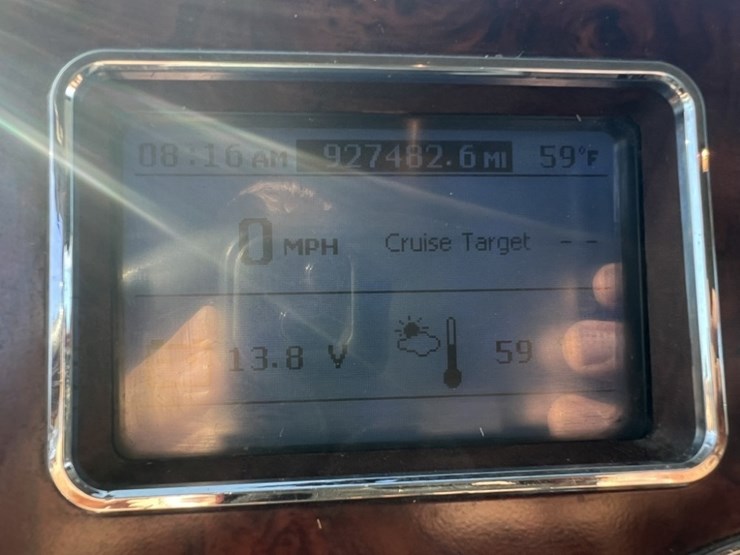 08:16 AM 927482.6 MI 59°F
0 MPH Cruise Target - -
13.8 V 59